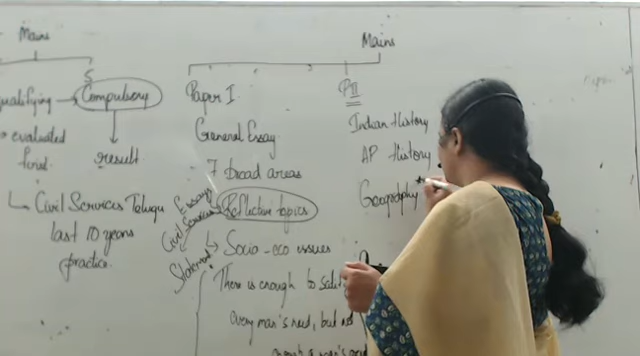 Mains
5
qualifying → Compulsory
evaluated
first.
result
Civil Services Telugu
last 10 years
practice.
Mains
Paper I
General Essay
7 broad areas
Essays
Civil Services
Reflective topics
Statement
Socio-eco issues
There is enough to
every man's need, but not
PII
Indian History
AP History
Geography *